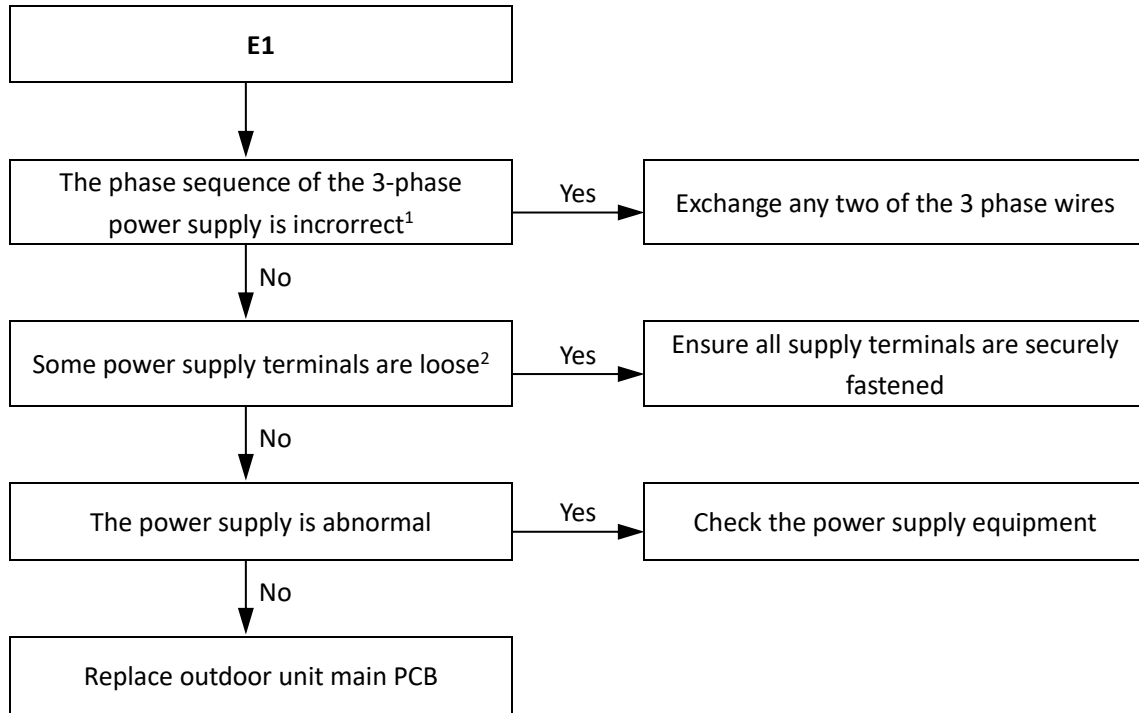 E1
The phase sequence of the 3-phase
power supply is incrorrect¹
Yes
Exchange any two of the 3 phase wires
No
Some power supply terminals are loose²
Yes
Ensure all supply terminals are securely
fastened
No
The power supply is abnormal
Yes
Check the power supply equipment
No
Replace outdoor unit main PCB